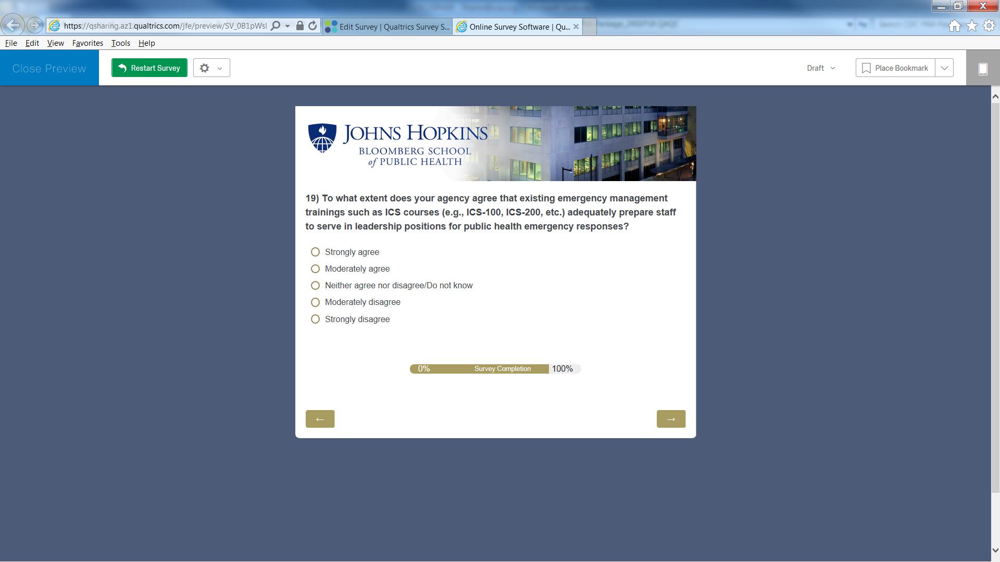 https://qsharing.az1.qualtrics.com/jfe/preview/SV_0B1pWsl
Edit Survey | Qualtrics Survey S...
Online Survey Software | Qu...
File Edit View Favorites Tools Help
Close Preview
Restart Survey
Draft
Place Bookmark
JOHNS HOPKINS
BLOOMBERG SCHOOL
of PUBLIC HEALTH
19) To what extent does your agency agree that existing emergency management
trainings such as ICS courses (e.g., ICS-100, ICS-200, etc.) adequately prepare staff
to serve in leadership positions for public health emergency responses?
Strongly agree
Moderately agree
Neither agree nor disagree/Do not know
Moderately disagree
Strongly disagree
0% Survey Completion 100%
← →